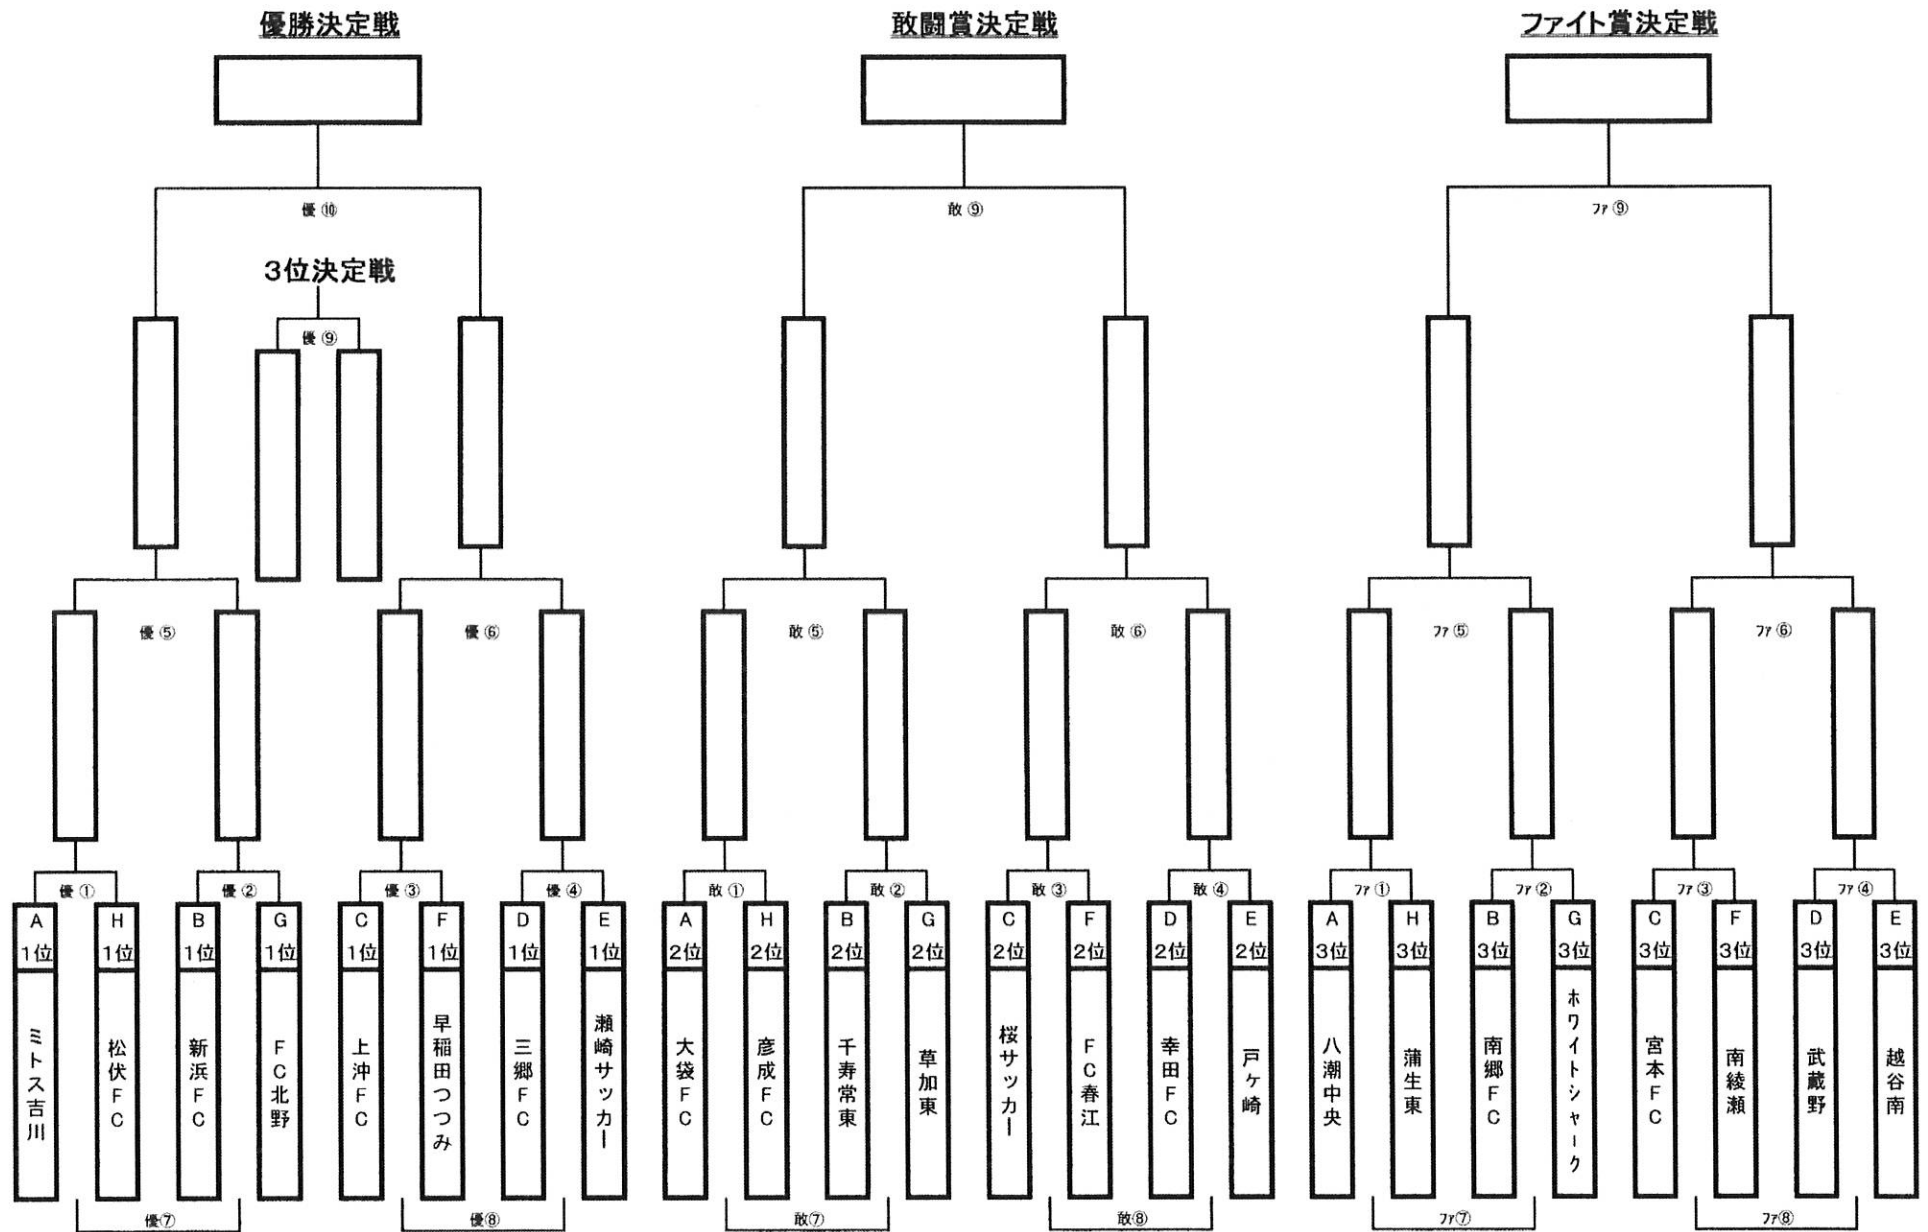 優勝決定戦
敢闘賞決定戦
ファイト賞決定戦
優⑩
敢⑨
ファ⑨
3位決定戦
優⑨
優⑤
優⑥
敢⑤
敢⑥
ファ⑤
ファ⑥
優①
優②
優③
優④
敢①
敢②
敢③
敢④
ファ①
ファ②
ファ③
ファ④
A
1位
ミトス吉川
H
1位
松伏FC
B
1位
新浜FC
G
1位
FC北野
C
1位
上沖FC
F
1位
早稲田つつみ
D
1位
三郷FC
E
1位
瀬崎サッカー
A
2位
大袋FC
H
2位
彦成FC
B
2位
千寿常東
G
2位
草加東
C
2位
桜サッカー
F
2位
FC春江
D
2位
幸田FC
E
2位
戸ヶ崎
A
3位
八潮中央
H
3位
蒲生東
B
3位
南郷FC
G
3位
ホワイトシャーク
C
3位
宮本FC
F
3位
南綾瀬
D
3位
武蔵野
E
3位
越谷南
優⑦
優⑧
敢⑦
敢⑧
ファ⑦
ファ⑧